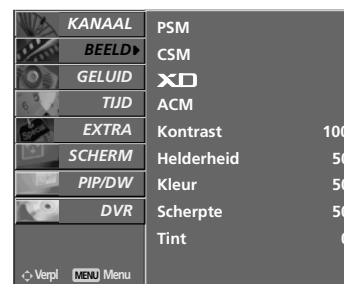 KANAAL
BEELD
GELUID
TIJD
EXTRA
SCHERM
PIP/DW
DVR
Verpl MENU Menu
PSM
CSM
XD
ACM
Kontrast 100
Helderheid 50
Kleur 50
Scherpte 50
Tint 0